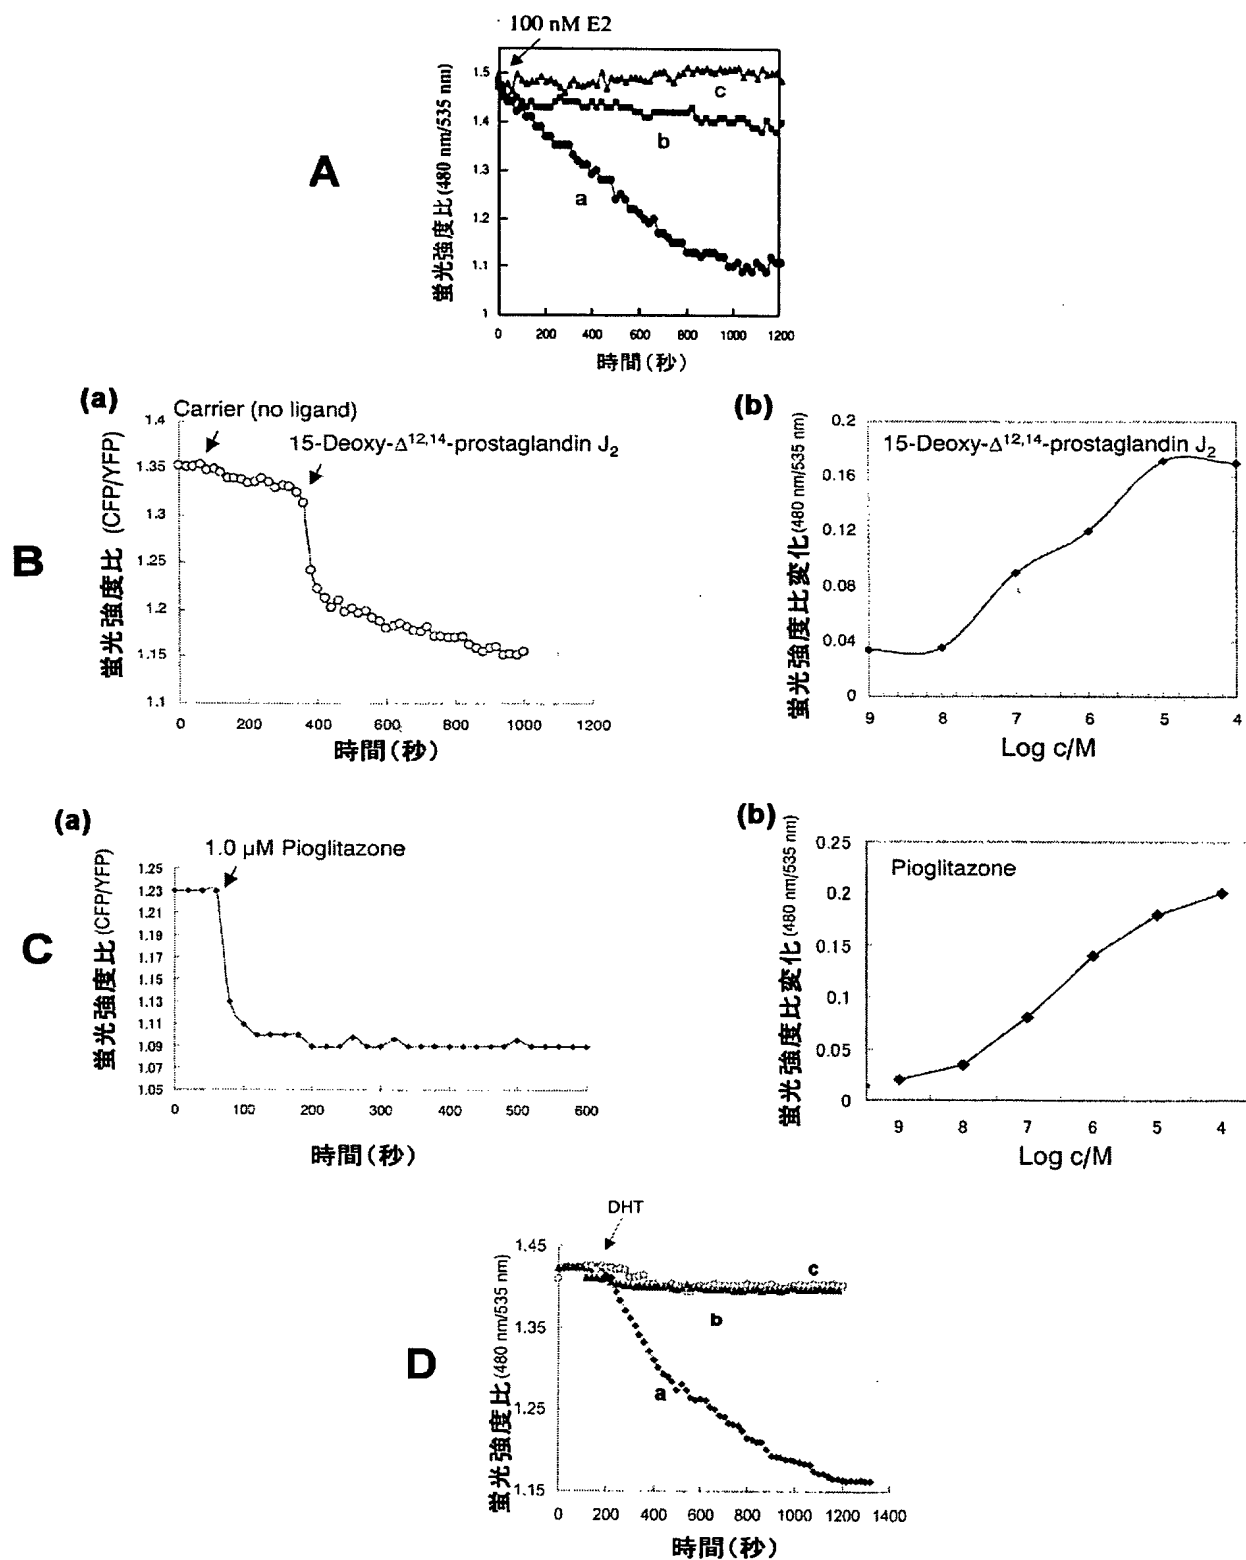 100 nM E2
A
蛍光強度比(480 nm/535 nm)
1.5
1.4
1.3
1.2
1.1
1
c
b
a
0 200 400 600 800 1000 1200
時間(秒)
B
(a)
蛍光強度比 (CFP/YFP)
Carrier (no ligand)
15-Deoxy-Δ12,14-prostaglandin J2
1.4
1.35
1.3
1.25
1.2
1.15
1.1
0 200 400 600 800 1000 1200
時間(秒)
(b)
蛍光強度比変化(480 nm/535 nm)
15-Deoxy-Δ12,14-prostaglandin J2
0.2
0.16
0.12
0.08
0.04
0
9 8 7 6 5 4
Log c/M
C
(a)
蛍光強度比(CFP/YFP)
1.0 μM Pioglitazone
1.25
1.23
1.21
1.19
1.17
1.15
1.13
1.11
1.09
1.07
1.05
0 100 200 300 400 500 600
時間(秒)
(b)
蛍光強度比変化(480 nm/535 nm)
Pioglitazone
0.25
0.2
0.15
0.1
0.05
0
9 8 7 6 5 4
Log c/M
D
蛍光強度比(480 nm/535 nm)
DHT
1.45
1.35
1.25
1.15
c
b
a
0 200 400 600 800 1000 1200 1400
時間(秒)